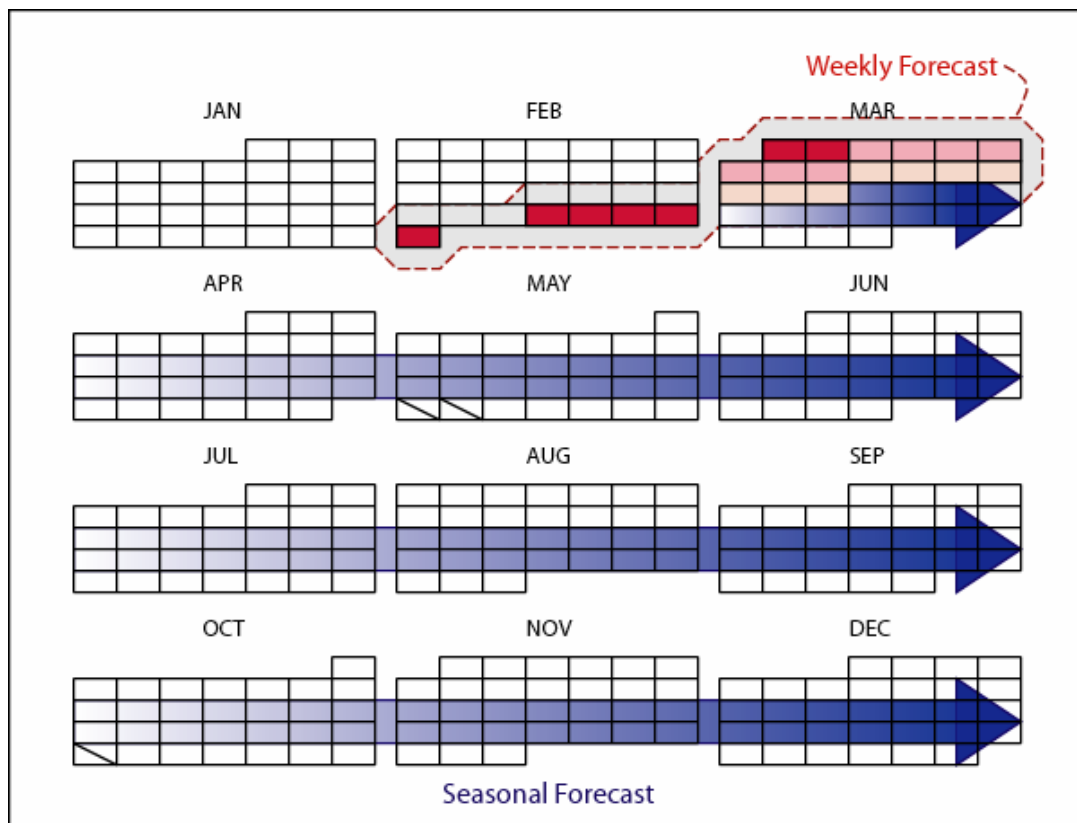 Weekly Forecast
JAN FEB MAR
APR MAY JUN
JUL AUG SEP
OCT NOV DEC
Seasonal Forecast